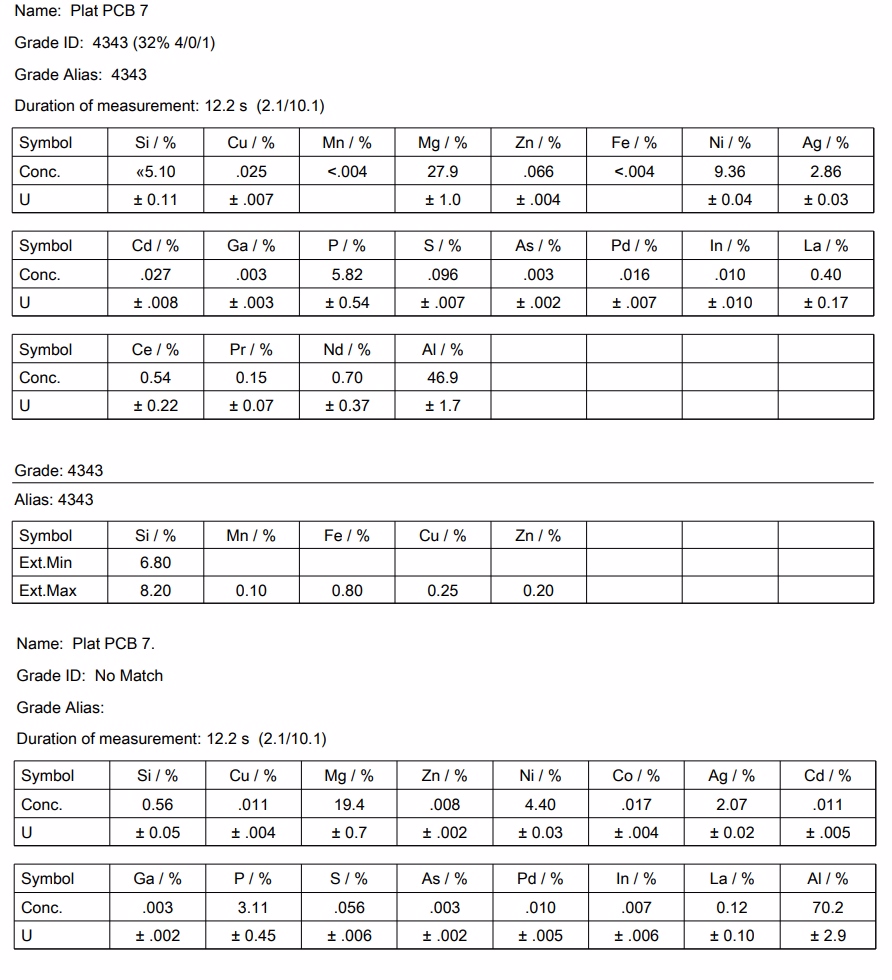 Name: Plat PCB 7
Grade ID: 4343 (32% 4/0/1)
Grade Alias: 4343
Duration of measurement: 12.2 s (2.1/10.1)
Symbol Si / % Cu / % Mn / % Mg / % Zn / % Fe / % Ni / % Ag / %
Conc. «5.10 .025 <.004 27.9 .066 <.004 9.36 2.86
U ± 0.11 ± .007 ± 1.0 ± .004 ± 0.04 ± 0.03
Symbol Cd / % Ga / % P / % S / % As / % Pd / % In / % La / %
Conc. .027 .003 5.82 .096 .003 .016 .010 0.40
U ± .008 ± .003 ± 0.54 ± .007 ± .002 ± .007 ± .010 ± 0.17
Symbol Ce / % Pr / % Nd / % Al / %
Conc. 0.54 0.15 0.70 46.9
U ± 0.22 ± 0.07 ± 0.37 ± 1.7
Grade: 4343
Alias: 4343
Symbol Si / % Mn / % Fe / % Cu / % Zn / %
Ext.Min 6.80
Ext.Max 8.20 0.10 0.80 0.25 0.20
Name: Plat PCB 7.
Grade ID: No Match
Grade Alias:
Duration of measurement: 12.2 s (2.1/10.1)
Symbol Si / % Cu / % Mg / % Zn / % Ni / % Co / % Ag / % Cd / %
Conc. 0.56 .011 19.4 .008 4.40 .017 2.07 .011
U ± 0.05 ± .004 ± 0.7 ± .002 ± 0.03 ± .004 ± 0.02 ± .005
Symbol Ga / % P / % S / % As / % Pd / % In / % La / % Al / %
Conc. .003 3.11 .056 .003 .010 .007 0.12 70.2
U ± .002 ± 0.45 ± .006 ± .002 ± .005 ± .006 ± 0.10 ± 2.9